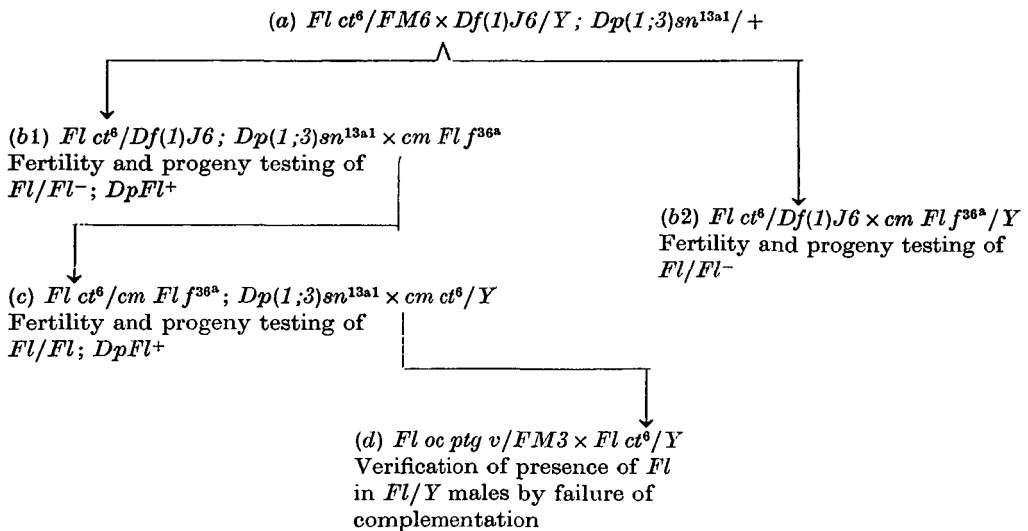 (a) Fl ct⁶/FM6 × Df(1)J6/Y; Dp(1;3)sn¹³ᵃ¹/+
(b1) Fl ct⁶/Df(1)J6; Dp(1;3)sn¹³ᵃ¹ × cm Fl f³⁶ᵃ
Fertility and progeny testing of
Fl/Fl⁻; DpFl⁺
(b2) Fl ct⁶/Df(1)J6 × cm Fl f³⁶ᵃ/Y
Fertility and progeny testing of
Fl/Fl⁻
(c) Fl ct⁶/cm Fl f³⁶ᵃ; Dp(1;3)sn¹³ᵃ¹ × cm ct⁶/Y
Fertility and progeny testing of
Fl/Fl; DpFl⁺
(d) Fl oc ptg v/FM3 × Fl ct⁶/Y
Verification of presence of Fl
in Fl/Y males by failure of
complementation